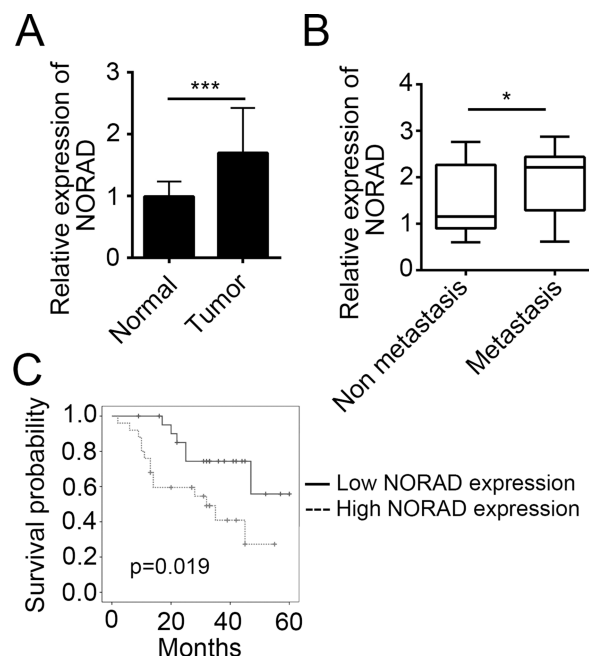 A
Relative expression of
NORAD
3
2
1
0
***
Normal
Tumor
B
Relative expression of
NORAD
4
3
2
1
0
*
Non metastasis
Metastasis
C
Survival probability
1.0
0.8
0.6
0.4
0.2
0.0
p=0.019
0 20 40 60
Months
Low NORAD expression
High NORAD expression